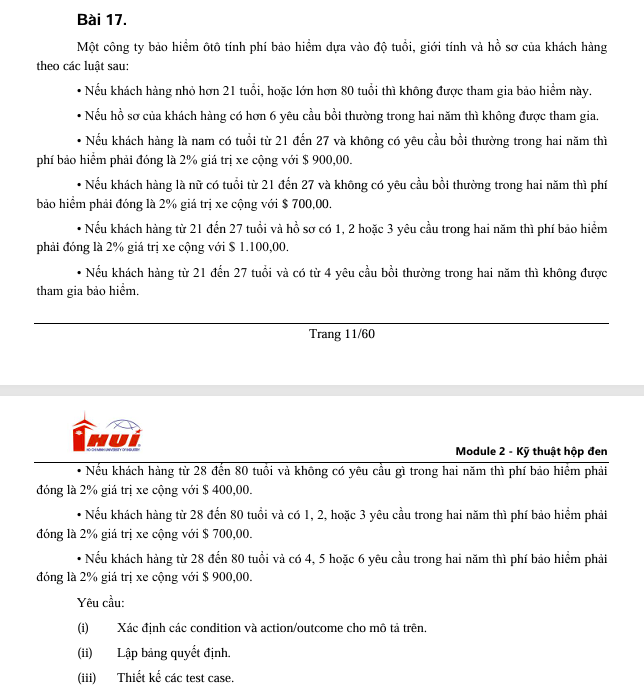 Bài 17.
Một công ty bảo hiểm ôtô tính phí bảo hiểm dựa vào độ tuổi, giới tính và hồ sơ của khách hàng
theo các luật sau:
• Nếu khách hàng nhỏ hơn 21 tuổi, hoặc lớn hơn 80 tuổi thì không được tham gia bảo hiểm này.
• Nếu hồ sơ của khách hàng có hơn 6 yêu cầu bồi thường trong hai năm thì không được tham gia.
• Nếu khách hàng là nam có tuổi từ 21 đến 27 và không có yêu cầu bồi thường trong hai năm thì
phí bảo hiểm phải đóng là 2% giá trị xe cộng với $ 900,00.
• Nếu khách hàng là nữ có tuổi từ 21 đến 27 và không có yêu cầu bồi thường trong hai năm thì phí
bảo hiểm phải đóng là 2% giá trị xe cộng với $ 700,00.
• Nếu khách hàng từ 21 đến 27 tuổi và hồ sơ có 1, 2 hoặc 3 yêu cầu trong hai năm thì phí bảo hiểm
phải đóng là 2% giá trị xe cộng với $ 1.100,00.
• Nếu khách hàng từ 21 đến 27 tuổi và có từ 4 yêu cầu bồi thường trong hai năm thì không được
tham gia bảo hiểm.
Trang 11/60
HUI
HO CHI MINH UNIVERSITY OF INDUSTRY
Module 2 - Kỹ thuật hộp đen
• Nếu khách hàng từ 28 đến 80 tuổi và không có yêu cầu gì trong hai năm thì phí bảo hiểm phải
đóng là 2% giá trị xe cộng với $ 400,00.
• Nếu khách hàng từ 28 đến 80 tuổi và có 1, 2, hoặc 3 yêu cầu trong hai năm thì phí bảo hiểm phải
đóng là 2% giá trị xe cộng với $ 700,00.
• Nếu khách hàng từ 28 đến 80 tuổi và có 4, 5 hoặc 6 yêu cầu trong hai năm thì phí bảo hiểm phải
đóng là 2% giá trị xe cộng với $ 900,00.
Yêu cầu:
(i) Xác định các condition và action/outcome cho mô tả trên.
(ii) Lập bảng quyết định.
(iii) Thiết kế các test case.